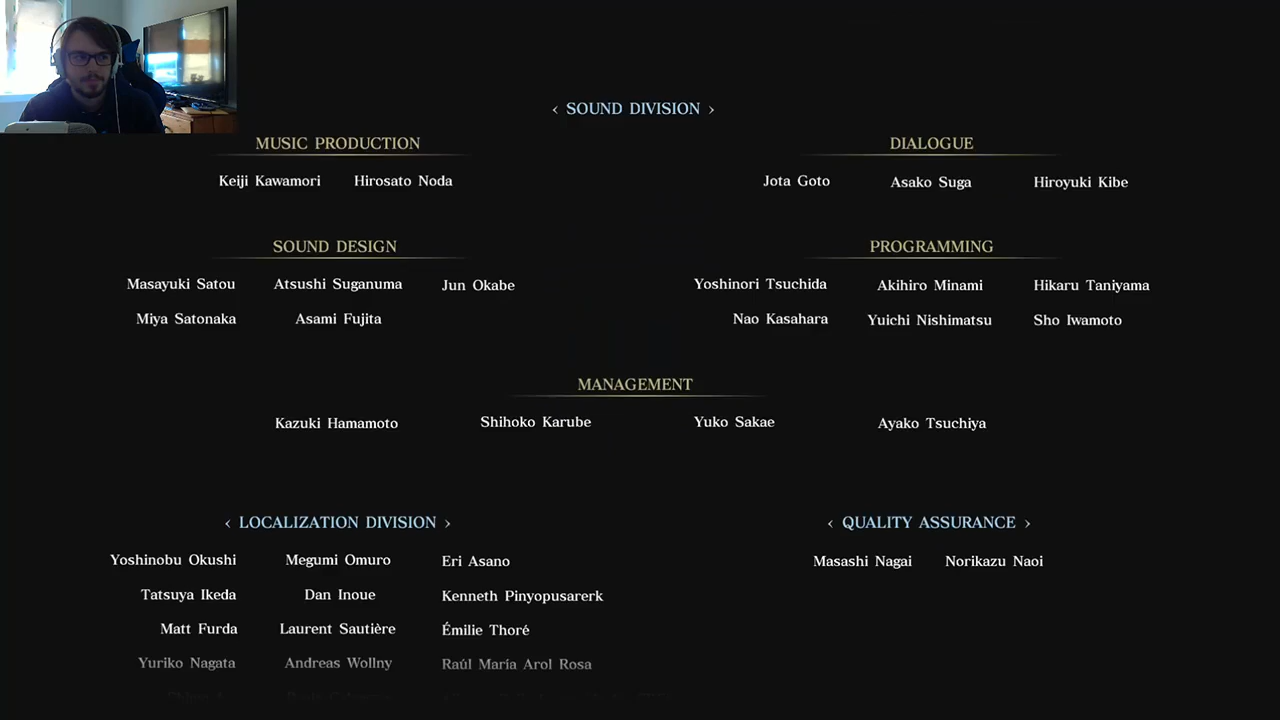 ‹ SOUND DIVISION ›
MUSIC PRODUCTION
Keiji Kawamori Hirosato Noda
DIALOGUE
Jota Goto Asako Suga Hiroyuki Kibe
SOUND DESIGN
Masayuki Satou Atsushi Suganuma Jun Okabe
Miya Satonaka Asami Fujita
PROGRAMMING
Yoshinori Tsuchida Akihiro Minami Hikaru Taniyama
Nao Kasahara Yuichi Nishimatsu Sho Iwamoto
MANAGEMENT
Kazuki Hamamoto Shihoko Karube Yuko Sakae Ayako Tsuchiya
‹ LOCALIZATION DIVISION ›
Yoshinobu Okushi Megumi Omuro Eri Asano
Tatsuya Ikeda Dan Inoue Kenneth Pinyopusarerk
Matt Furda Laurent Sautière Émilie Thoré
Yuriko Nagata Andreas Wollny Raúl María Arol Rosa
‹ QUALITY ASSURANCE ›
Masashi Nagai Norikazu Naoi